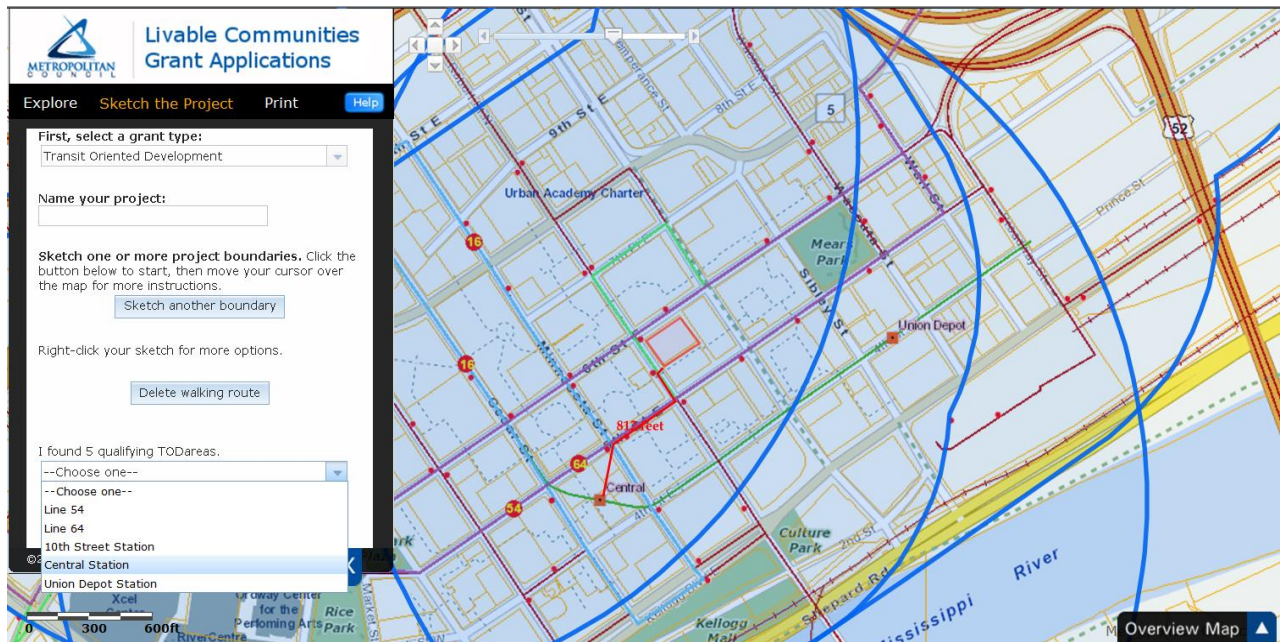 METROPOLITAN
COUNCIL
Livable Communities
Grant Applications
Explore Sketch the Project Print Help
First, select a grant type:
Transit Oriented Development
Name your project:
Sketch one or more project boundaries. Click the
button below to start, then move your cursor over
the map for more instructions.
Sketch another boundary
Right-click your sketch for more options.
Delete walking route
I found 5 qualifying TODareas.
--Choose one--
--Choose one--
Line 54
Line 64
10th Street Station
Central Station
Union Depot Station
Temperance St
8th St E
9th St E
5
52
Urban Academy Charter
Wall St
Wacouta St
Prince St
16
7th Pl E
Mears
Park
Sibley St
Union Depot
6th St E
16
Minnesota St
Cedar St
817 feet
64
Central
54
4th St E
Culture
Park
2nd St
Shepard Rd
River
Mississippi
Kellogg Blvd
Kellogg
Mall
Xcel
Center
RiverCentre
Ordway Center
for the
Perfoming Arts
Rice
Park
Market St
0 300 600ft
Overview Map